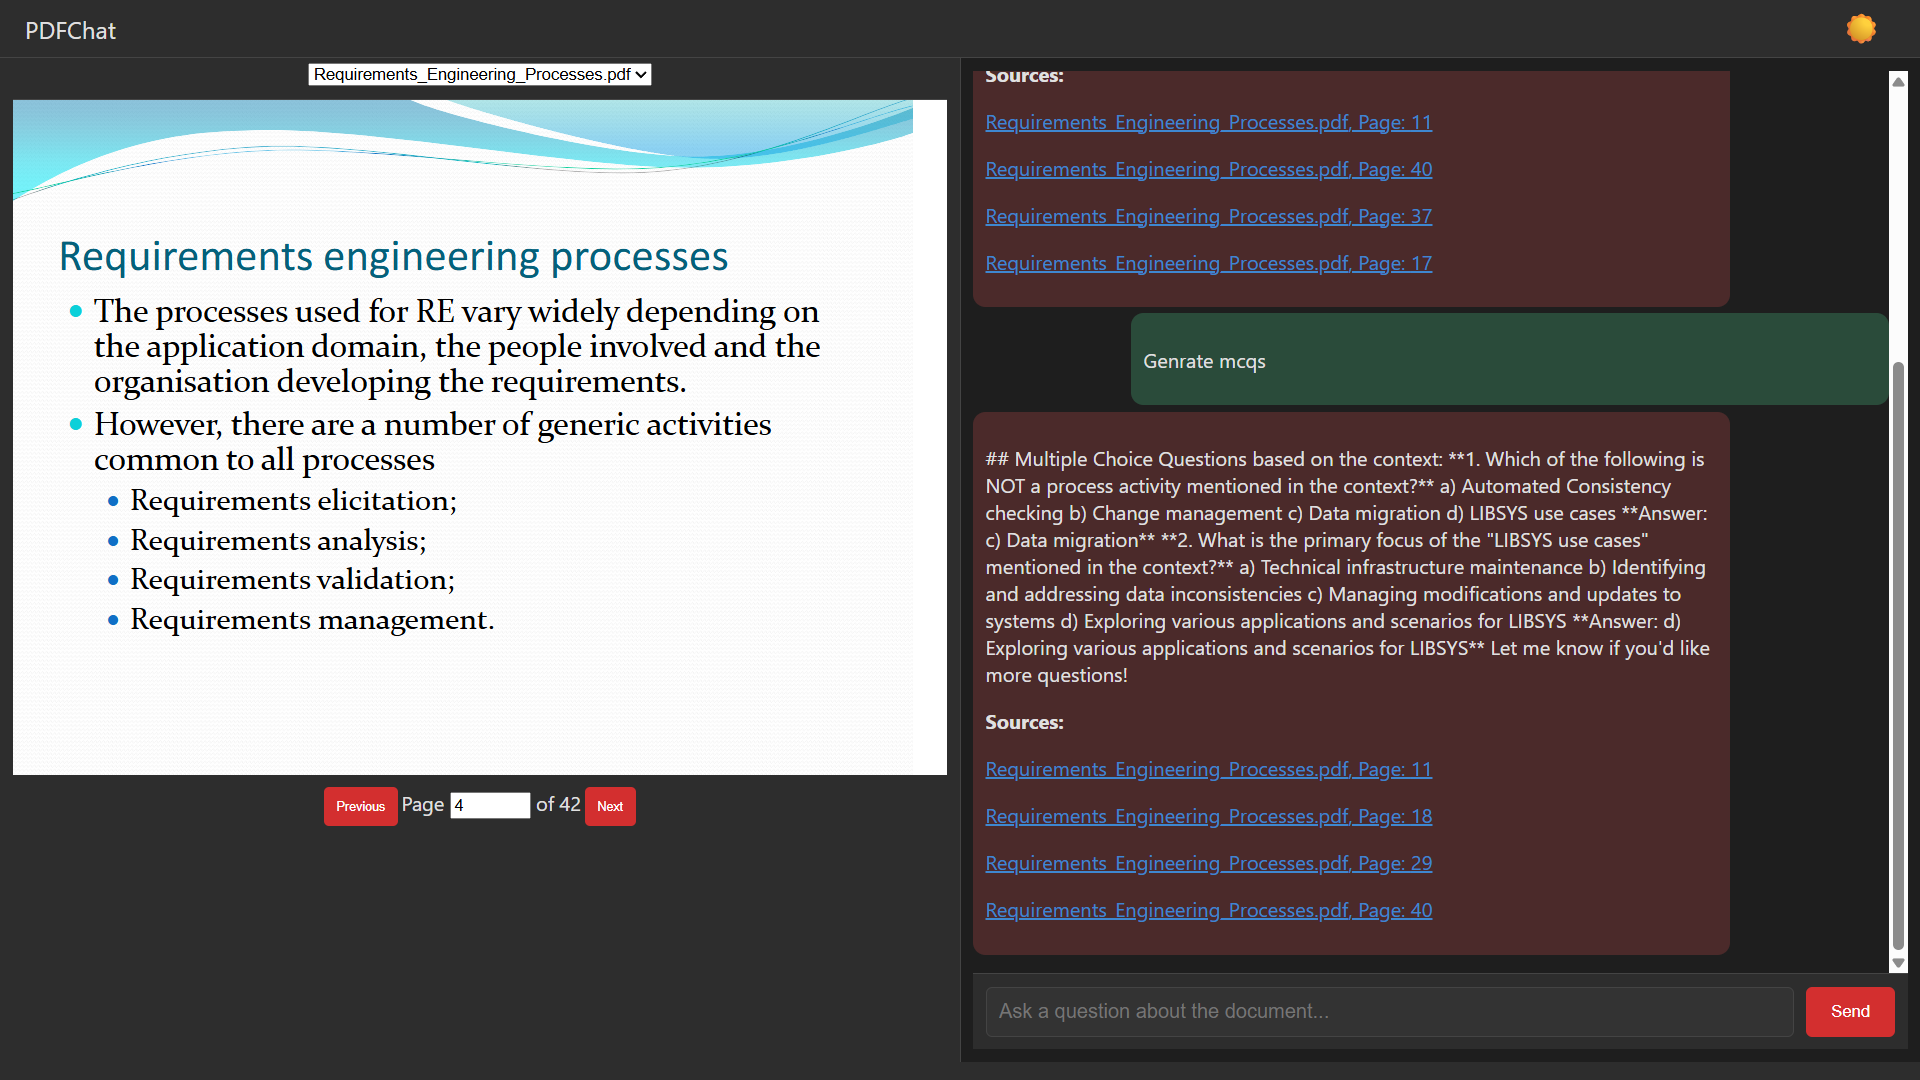 PDFChat
Requirements_Engineering_Processes.pdf
Requirements engineering processes
The processes used for RE vary widely depending on
the application domain, the people involved and the
organisation developing the requirements.
However, there are a number of generic activities
common to all processes
Requirements elicitation;
Requirements analysis;
Requirements validation;
Requirements management.
Previous Page 4 of 42 Next
Sources:
Requirements_Engineering_Processes.pdf, Page: 11
Requirements_Engineering_Processes.pdf, Page: 40
Requirements_Engineering_Processes.pdf, Page: 37
Requirements_Engineering_Processes.pdf, Page: 17
Genrate mcqs
## Multiple Choice Questions based on the context: **1. Which of the following is
NOT a process activity mentioned in the context?** a) Automated Consistency
checking b) Change management c) Data migration d) LIBSYS use cases **Answer:
c) Data migration** **2. What is the primary focus of the "LIBSYS use cases"
mentioned in the context?** a) Technical infrastructure maintenance b) Identifying
and addressing data inconsistencies c) Managing modifications and updates to
systems d) Exploring various applications and scenarios for LIBSYS **Answer: d)
Exploring various applications and scenarios for LIBSYS** Let me know if you'd like
more questions!
Sources:
Requirements_Engineering_Processes.pdf, Page: 11
Requirements_Engineering_Processes.pdf, Page: 18
Requirements_Engineering_Processes.pdf, Page: 29
Requirements_Engineering_Processes.pdf, Page: 40
Ask a question about the document...
Send